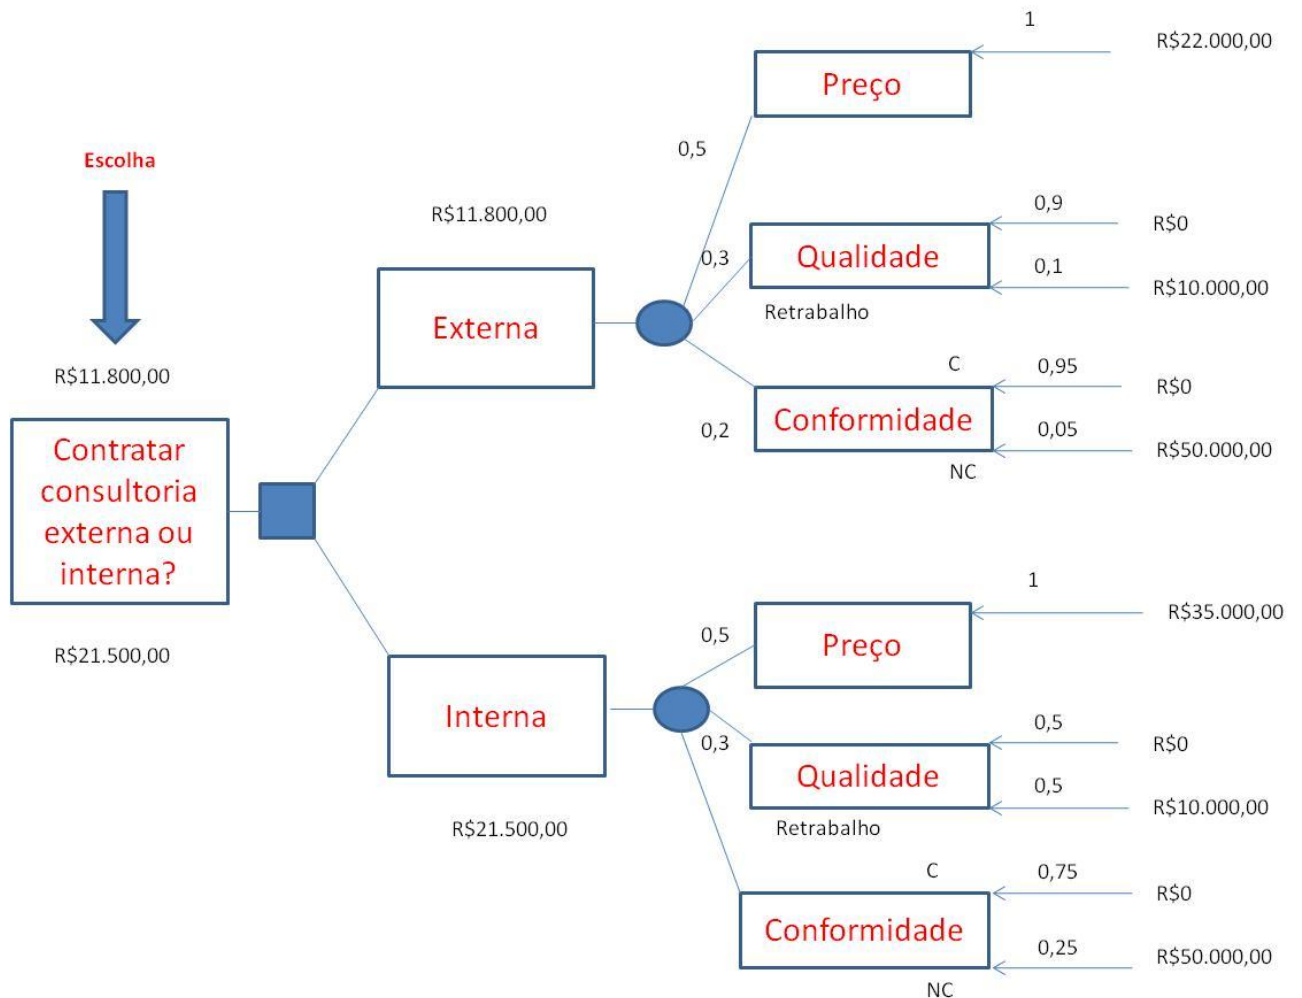 1
R$22.000,00
Preço
0,5
Escolha
0,9
R$0
R$11.800,00
0,3
Qualidade
0,1
R$10.000,00
Retrabalho
Externa
C
0,95
R$0
R$11.800,00
Conformidade
0,2
0,05
R$50.000,00
NC
Contratar
consultoria
externa ou
interna?
1
R$35.000,00
0,5
Preço
R$21.500,00
Interna
0,5
R$0
0,3
Qualidade
0,5
R$10.000,00
R$21.500,00
Retrabalho
C
0,75
R$0
Conformidade
0,25
R$50.000,00
NC